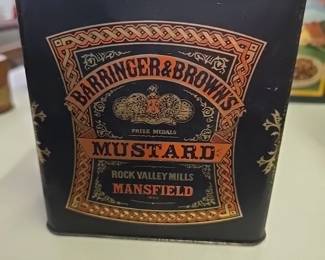 BARRINGER & BROWN'S
PRIZE MEDALS
MUSTARD
ROCK VALLEY MILLS
MANSFIELD